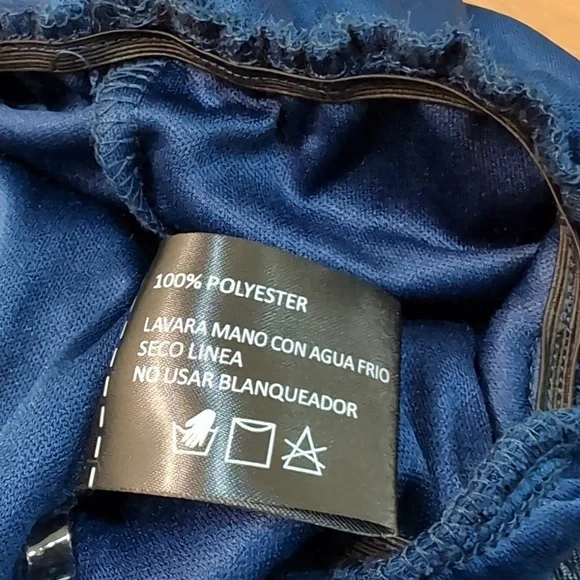 100% POLYESTER
LAVARA MANO CON AGUA FRIO
SECO LINEA
NO USAR BLANQUEADOR